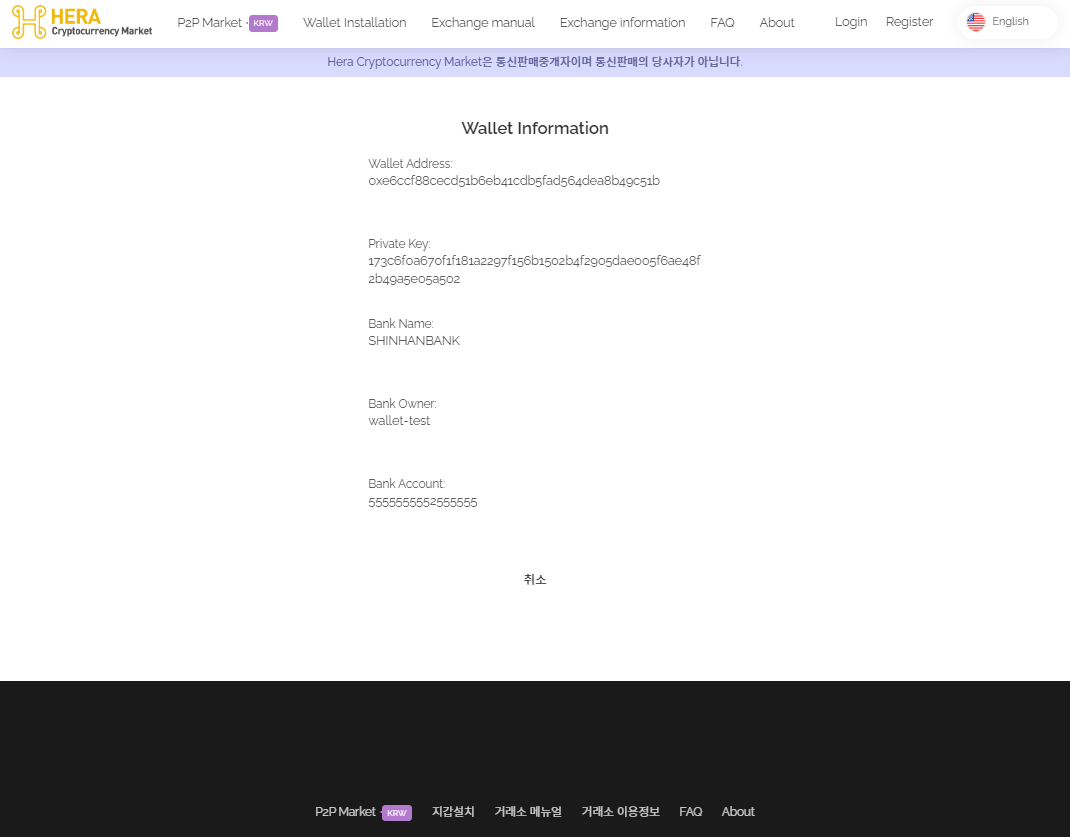 HERA
Cryptocurrency Market
P2P Market · KRW
Wallet Installation
Exchange manual
Exchange information
FAQ
About
Login
Register
English
Hera Cryptocurrency Market은 통신판매중개자이며 통신판매의 당사자가 아닙니다.
Wallet Information
Wallet Address:
0xe6ccf88cecd51b6eb41cdb5fad564dea8b49c51b
Private Key:
173c6f0a670f1f181a2297f156b1502b4f2905dae005f6ae48f
2b49a5e05a502
Bank Name:
SHINHANBANK
Bank Owner:
wallet-test
Bank Account:
5555555552555555
취소
P2P Market · KRW
지갑설치
거래소 메뉴얼
거래소 이용정보
FAQ
About